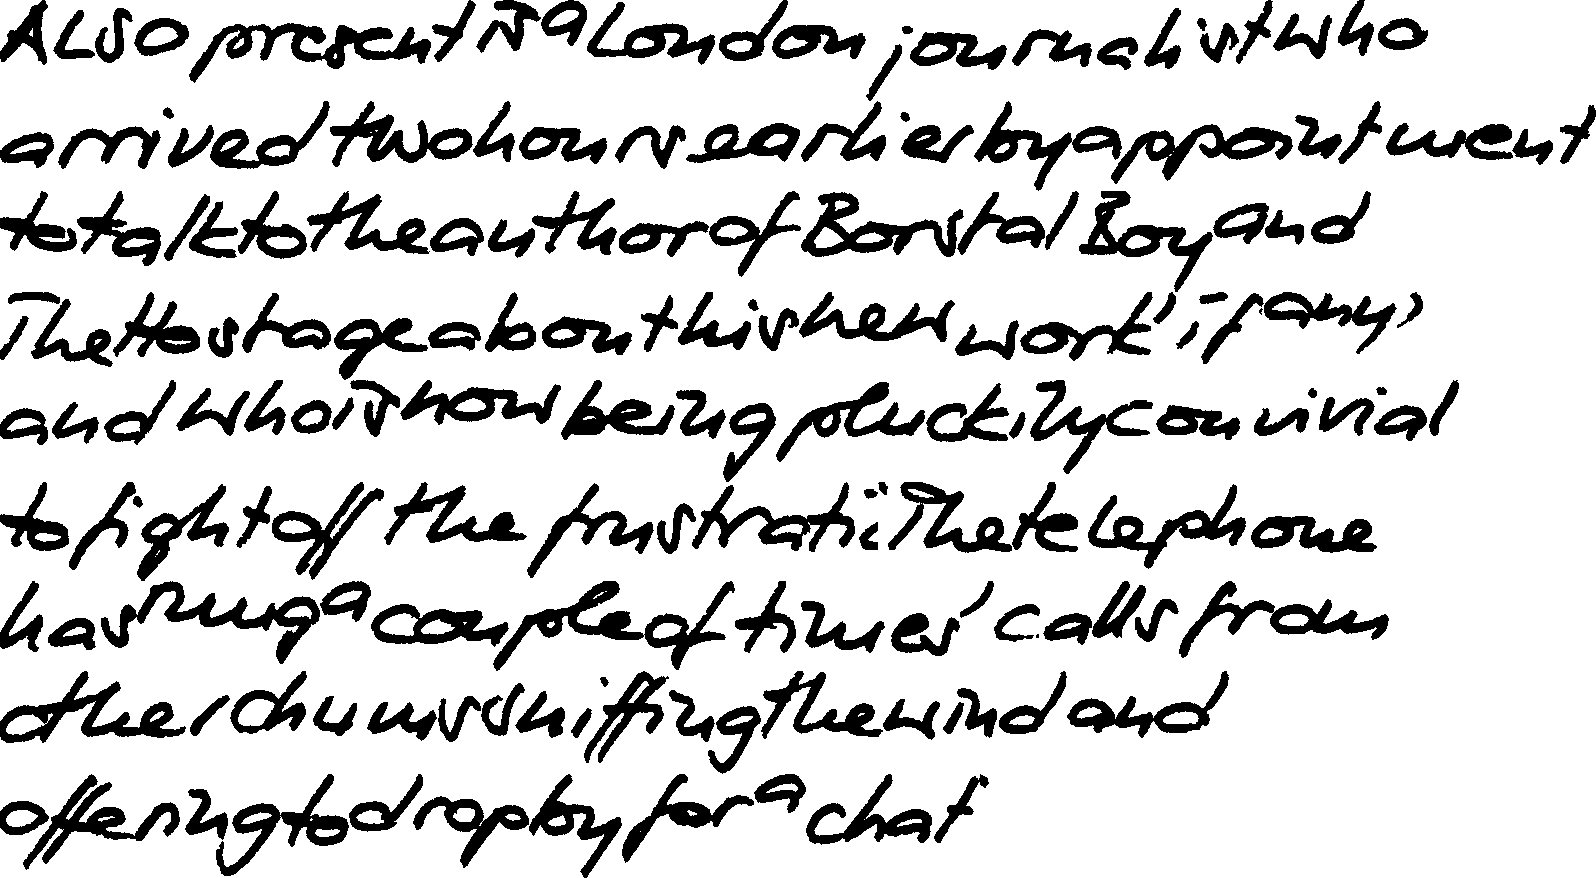 Also present is a London journalist who
arrived two hours earlier by appointment
to talk to the author of Borstal Boy and
The Hostage about his new work, if any,
and who is now being pluckily convivial
to fight off the frustrati: The telephone
has rung a couple of times, calls from
other chums sniffing the wind and
offering to drop by for a chat